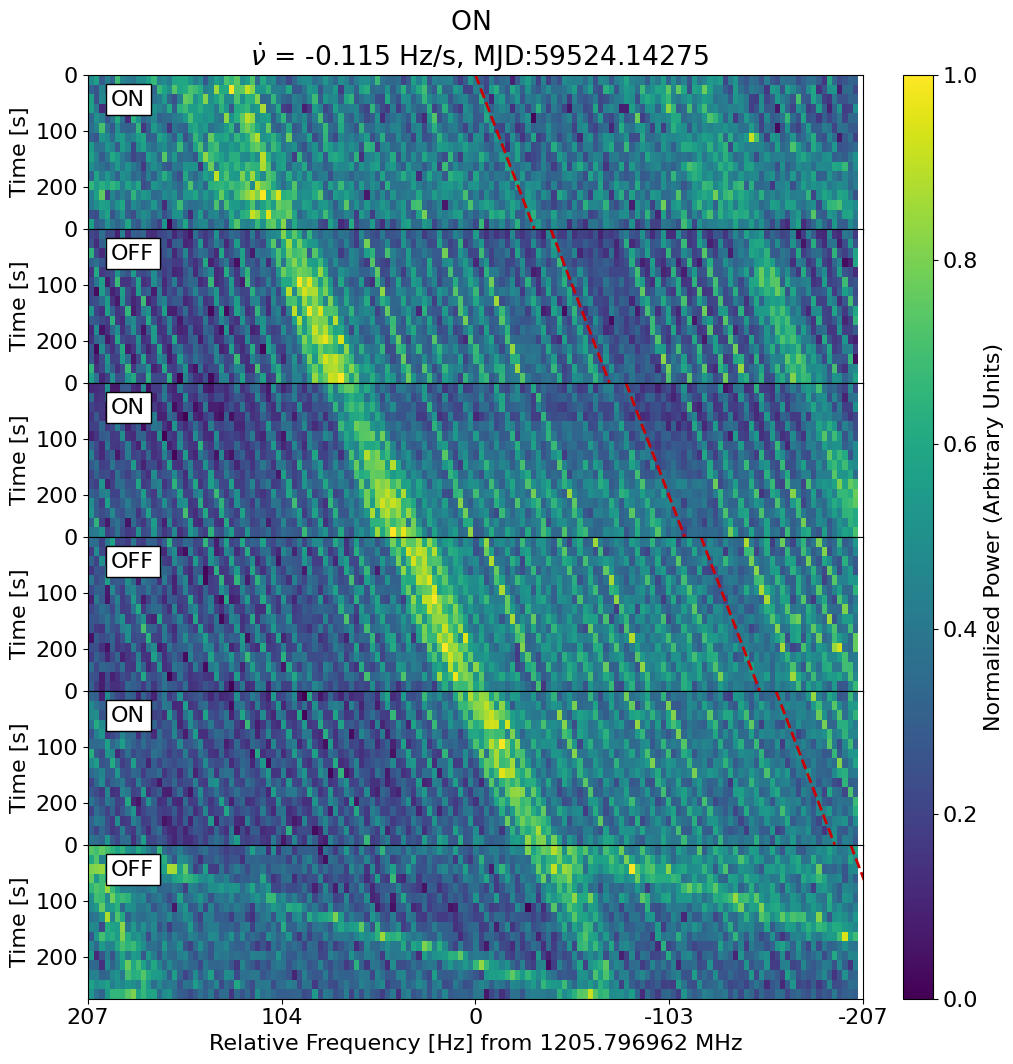 ON
ν̇ = -0.115 Hz/s, MJD:59524.14275
0
100
200
Time [s]
ON
0
100
200
Time [s]
OFF
0
100
200
Time [s]
ON
0
100
200
Time [s]
OFF
0
100
200
Time [s]
ON
0
100
200
Time [s]
OFF
207 104 0 -103 -207
Relative Frequency [Hz] from 1205.796962 MHz
1.0
0.8
0.6
0.4
0.2
0.0
Normalized Power (Arbitrary Units)